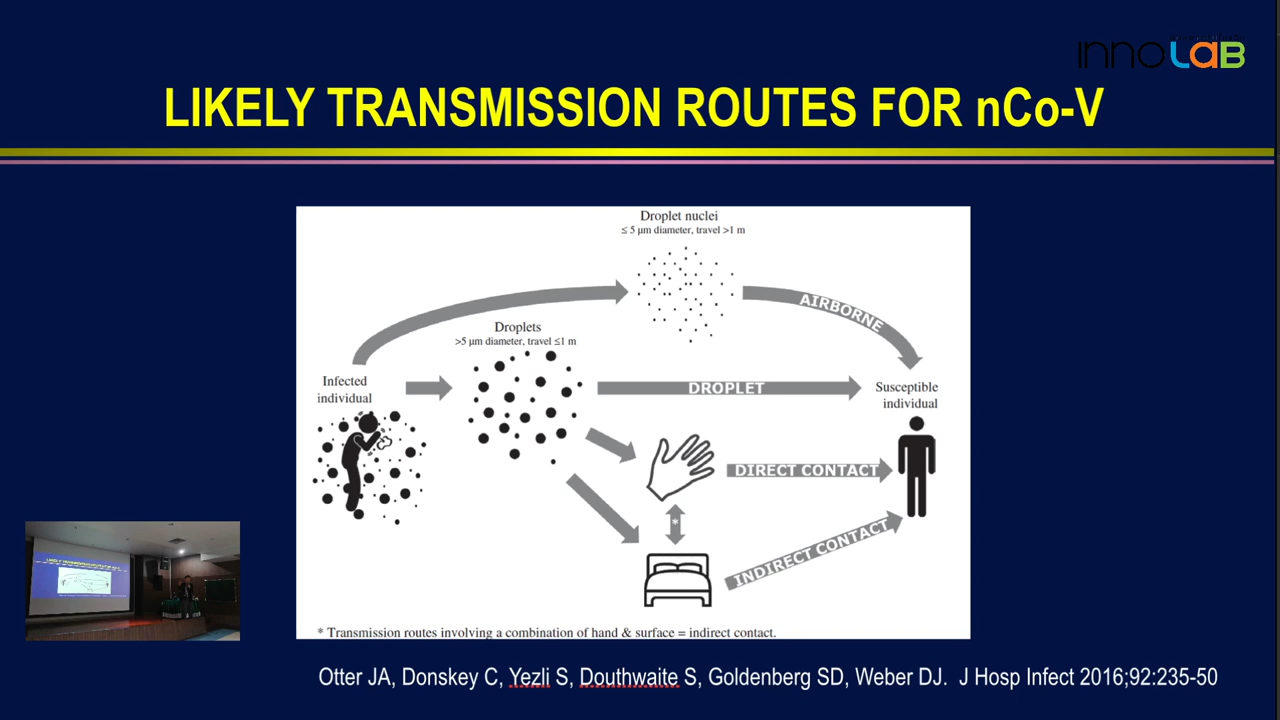 innoLaB
LIKELY TRANSMISSION ROUTES FOR nCo-V
Droplet nuclei
≤ 5 μm diameter, travel >1 m
AIRBORNE
Droplets
>5 μm diameter, travel ≤1 m
Infected
individual
DROPLET
Susceptible
individual
DIRECT CONTACT
*
INDIRECT CONTACT
* Transmission routes involving a combination of hand & surface = indirect contact.
Otter JA, Donskey C, Yezli S, Douthwaite S, Goldenberg SD, Weber DJ. J Hosp Infect 2016;92:235-50